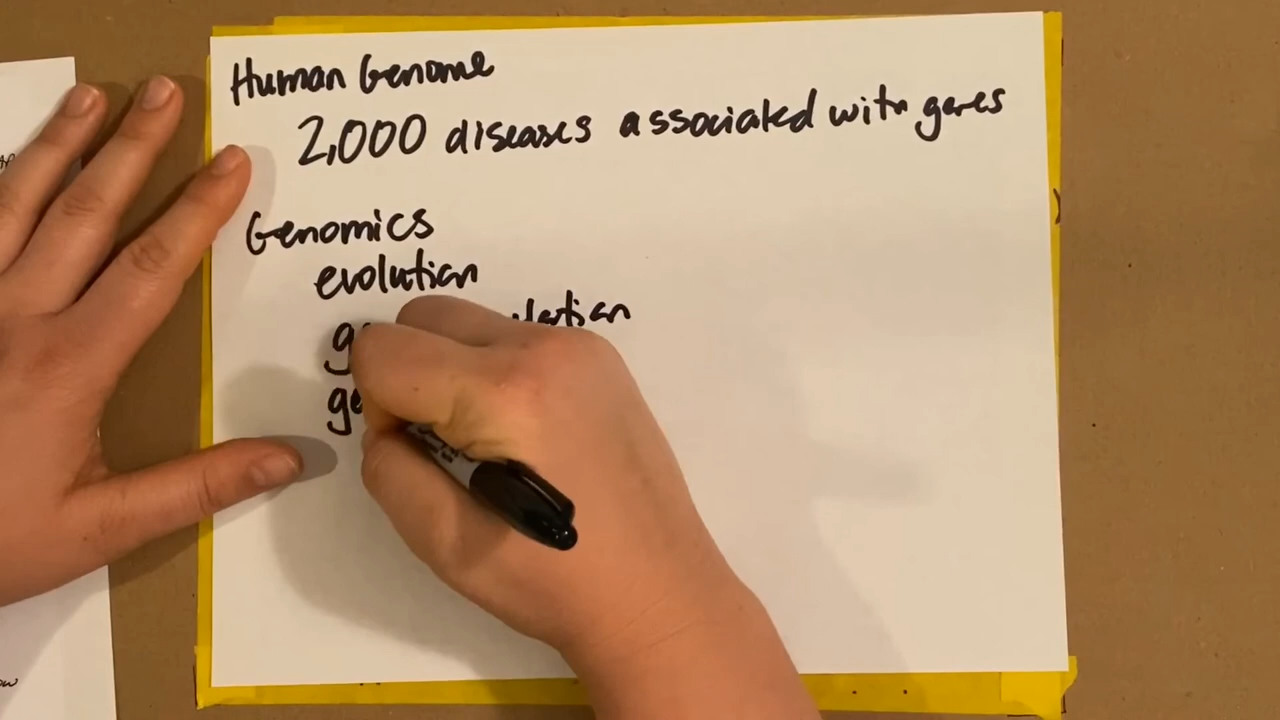 Human Genome
2,000 diseases associated with genes
Genomics
evolution